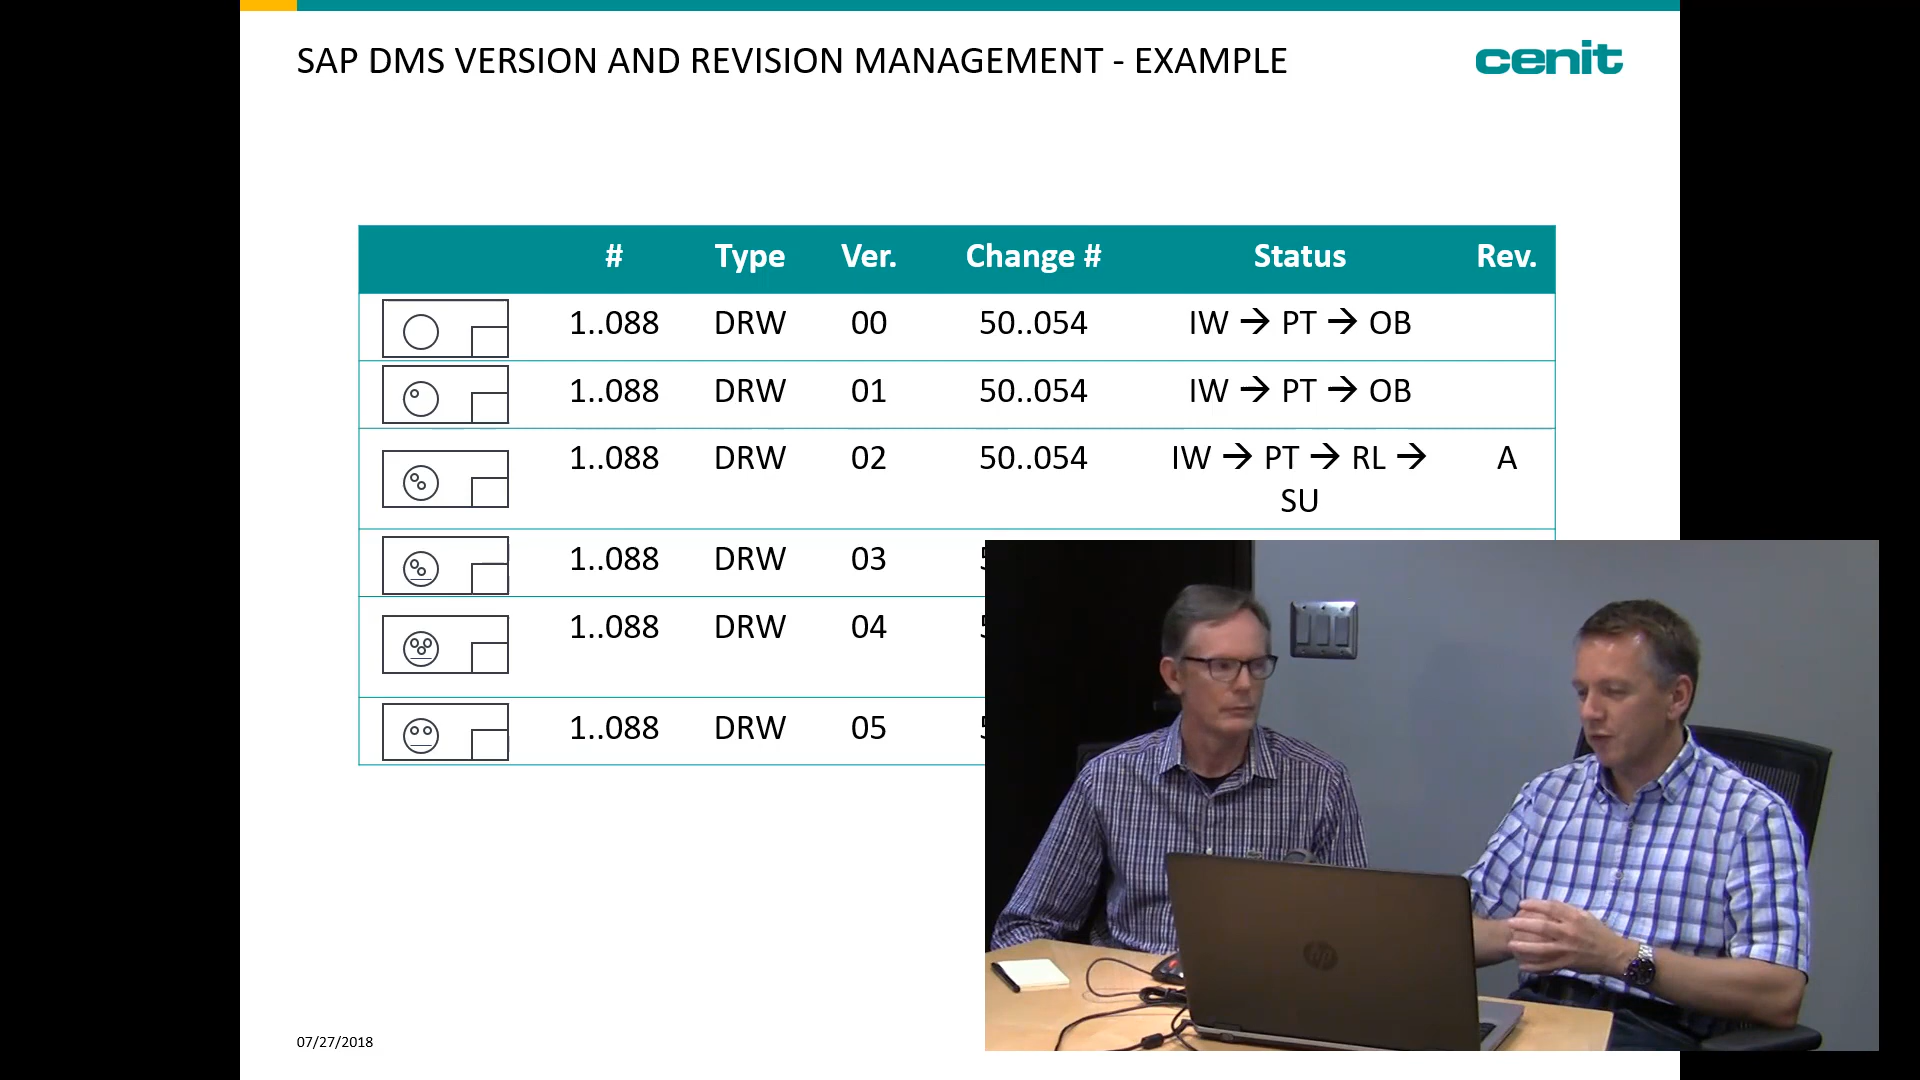 SAP DMS VERSION AND REVISION MANAGEMENT - EXAMPLE
cenit
# Type Ver. Change # Status Rev.
1..088 DRW 00 50..054 IW → PT → OB
1..088 DRW 01 50..054 IW → PT → OB
1..088 DRW 02 50..054 IW → PT → RL → A
SU
1..088 DRW 03
1..088 DRW 04
1..088 DRW 05
hp
07/27/2018